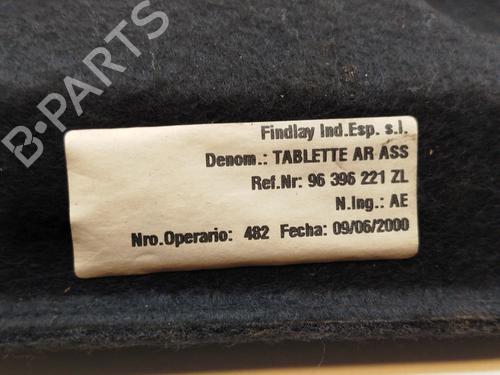 B-PARTS
Findlay Ind.Esp. s.l.
Denom.: TABLETTE AR ASS
Ref.Nr: 96 396 221 ZL
N.Ing.: AE
Nro.Operario: 482 Fecha: 09/06/2000